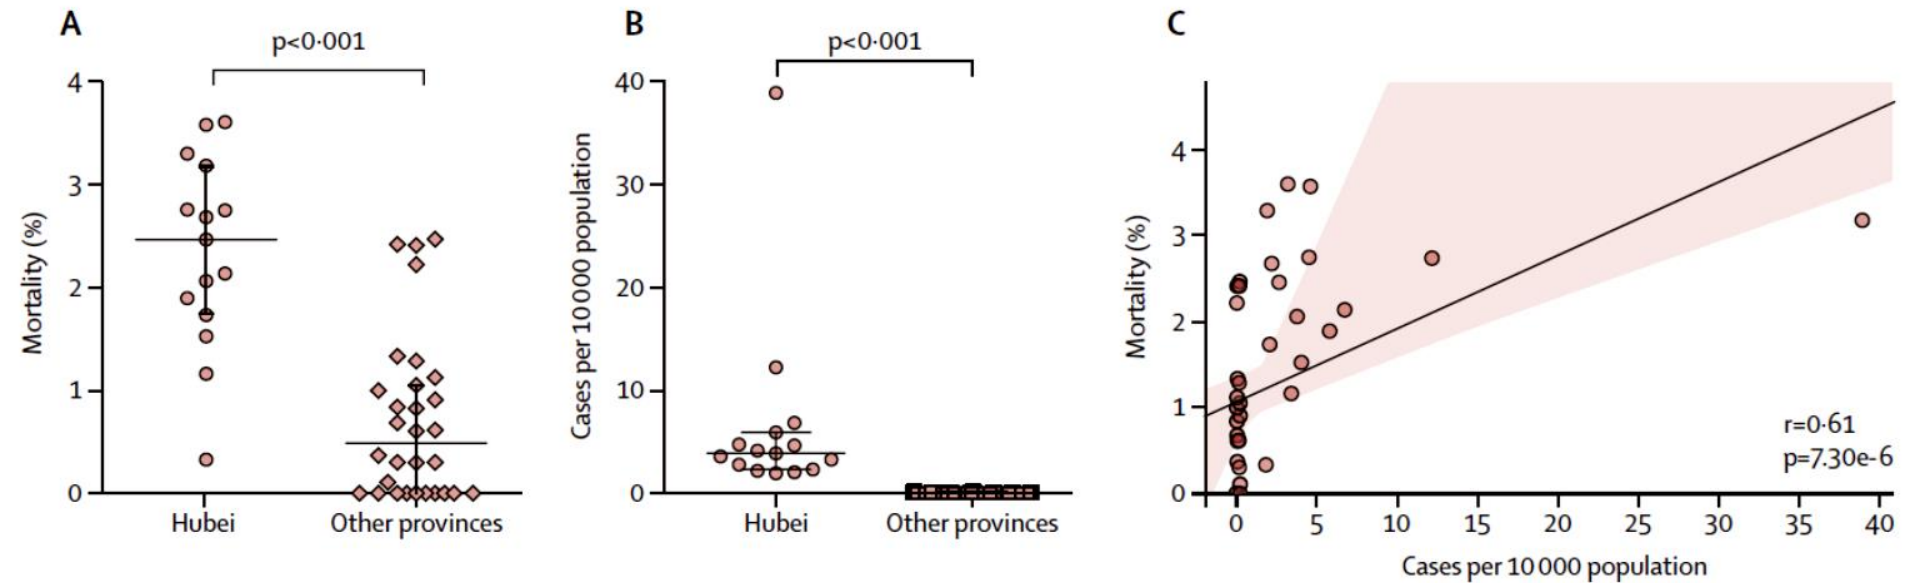 A
p<0·001
Mortality (%)
4
3
2
1
0
Hubei
Other provinces
B
p<0·001
Cases per 10 000 population
40
30
20
10
0
Hubei
Other provinces
C
Mortality (%)
4
3
2
1
0
r=0·61
p=7.30e-6
0 5 10 15 20 25 30 35 40
Cases per 10 000 population